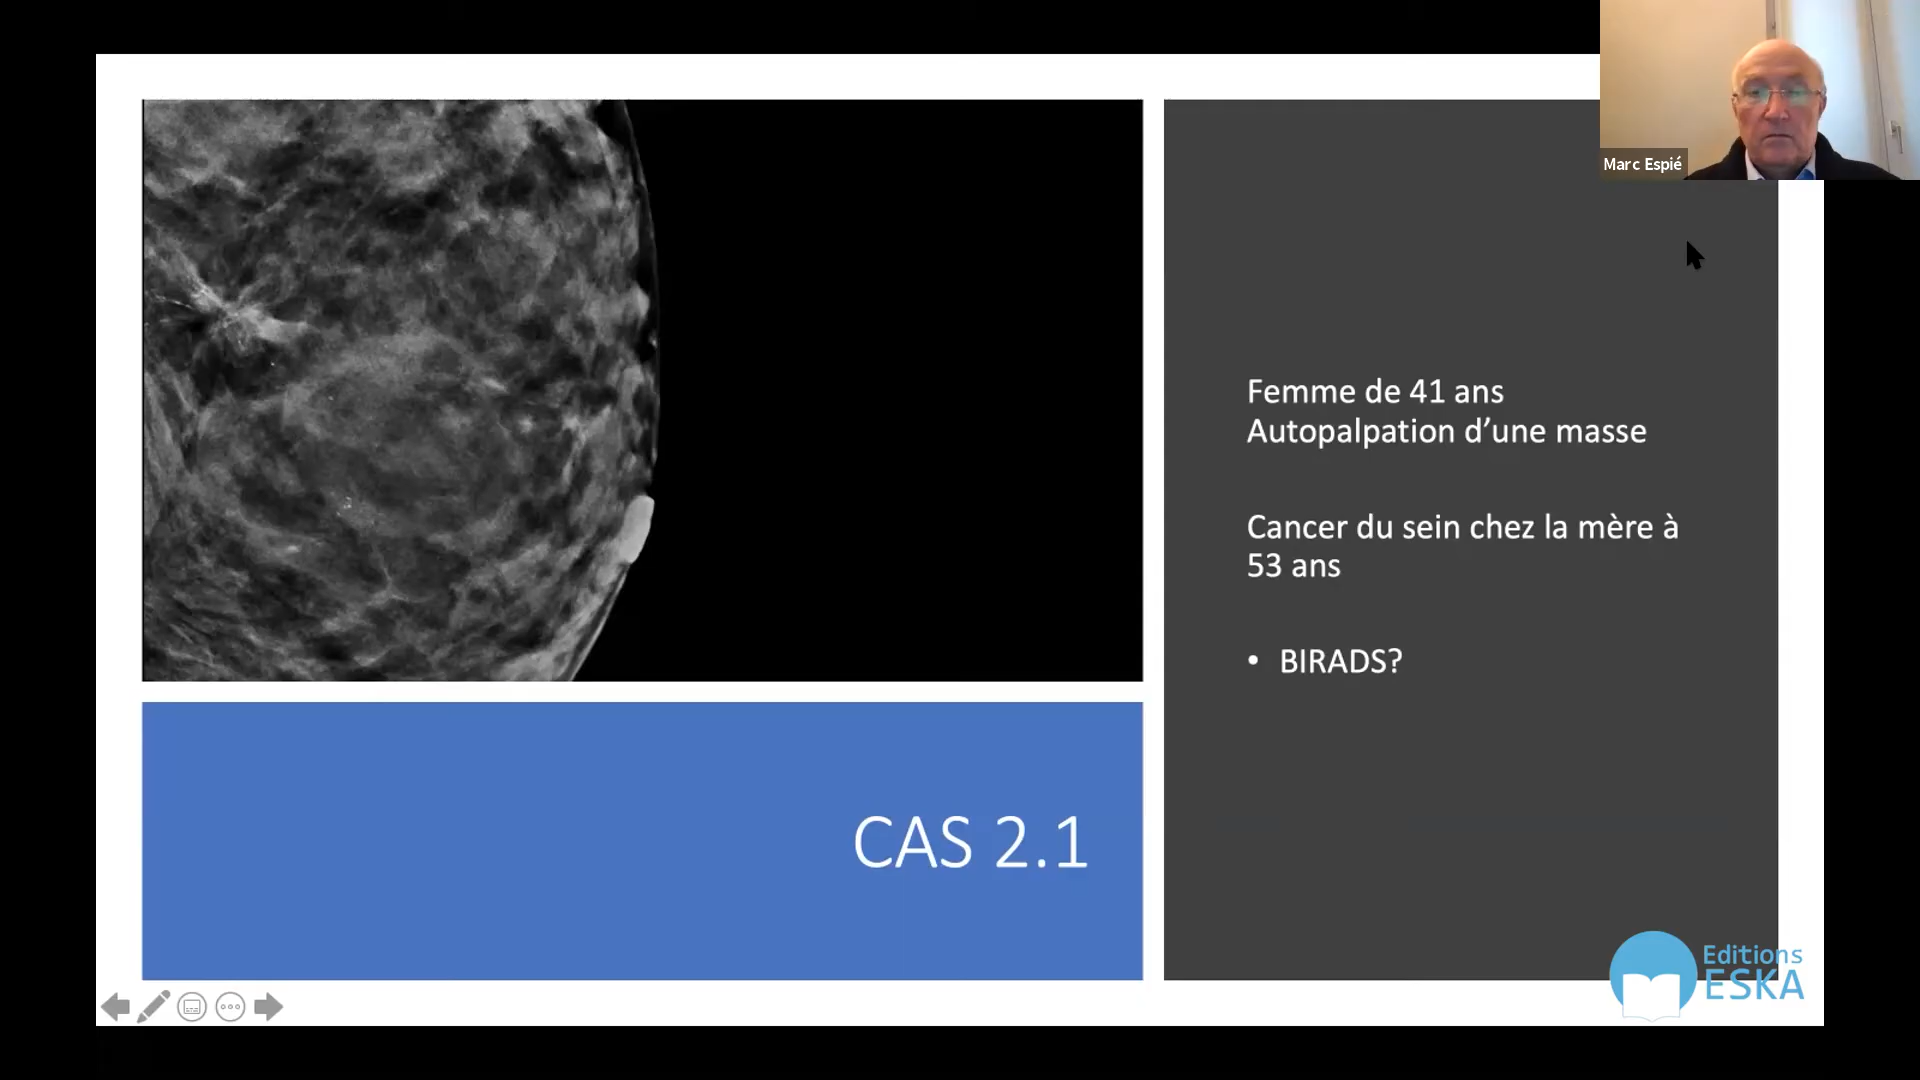 Marc Espié
Femme de 41 ans
Autopalpation d’une masse
Cancer du sein chez la mère à
53 ans
• BIRADS?
CAS 2.1
Editions
ESKA